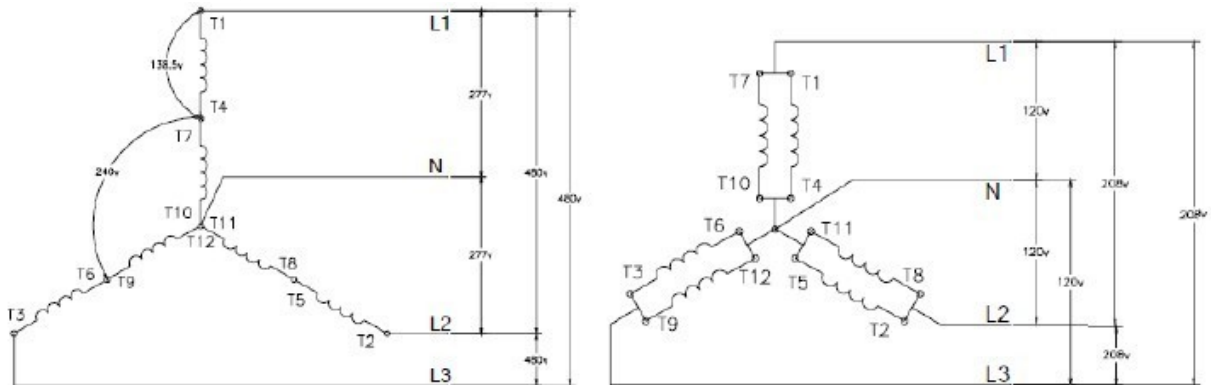 T1
L1
138.5v
T4
T7
277v
240v
N
480v
480v
T10
T11
T12
T6
T9
T8
T5
277v
T3
T2
L2
480v
L3
L1
T7
T1
120v
T10
T4
N
208v
208v
T6
T11
T3
T12
T5
T8
120v
120v
T9
T2
L2
208v
L3